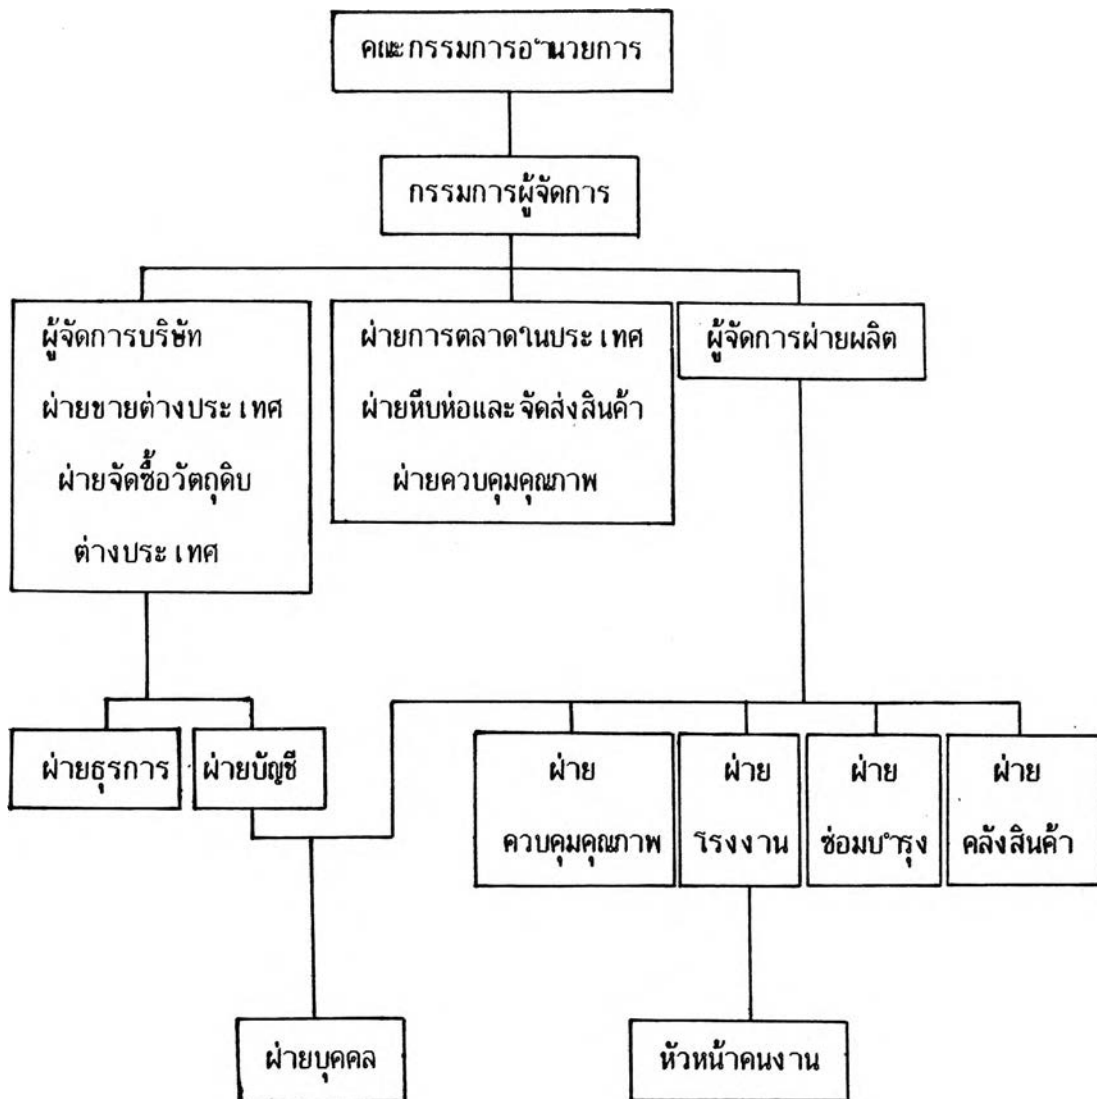 คณะกรรมการอำนวยการ
กรรมการผู้จัดการ
ผู้จัดการบริษัท
ฝ่ายขายต่างประเทศ
ฝ่ายจัดซื้อวัตถุดิบ
ต่างประเทศ
ฝ่ายการตลาดในประเทศ
ฝ่ายหีบห่อและจัดส่งสินค้า
ฝ่ายควบคุมคุณภาพ
ผู้จัดการฝ่ายผลิต
ฝ่ายธุรการ
ฝ่ายบัญชี
ฝ่าย
ควบคุมคุณภาพ
ฝ่าย
โรงงาน
ฝ่าย
ซ่อมบำรุง
ฝ่าย
คลังสินค้า
ฝ่ายบุคคล
หัวหน้าคนงาน